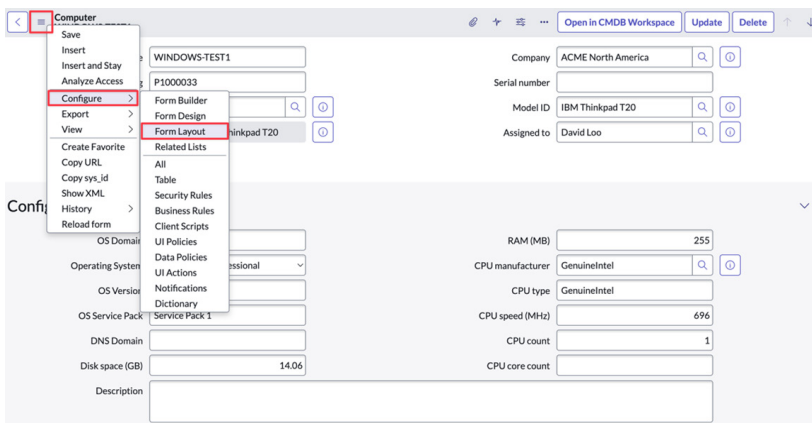 Computer
Open in CMDB Workspace
Update
Delete
Save
Insert
Insert and Stay
Analyze Access
Configure
Export
View
Create Favorite
Copy URL
Copy sys_id
Show XML
History
Reload form
Form Builder
Form Design
Form Layout
Related Lists
All
Table
Security Rules
Business Rules
Client Scripts
UI Policies
Data Policies
UI Actions
Notifications
Dictionary
WINDOWS-TEST1
P1000033
hinkpad T20
Company ACME North America
Serial number
Model ID IBM Thinkpad T20
Assigned to David Loo
OS Domain
Operating System
OS Version
OS Service Pack Service Pack 1
DNS Domain
Disk space (GB) 14.06
RAM (MB) 255
CPU manufacturer GenuineIntel
CPU type GenuineIntel
CPU speed (MHz) 696
CPU count 1
CPU core count
Description